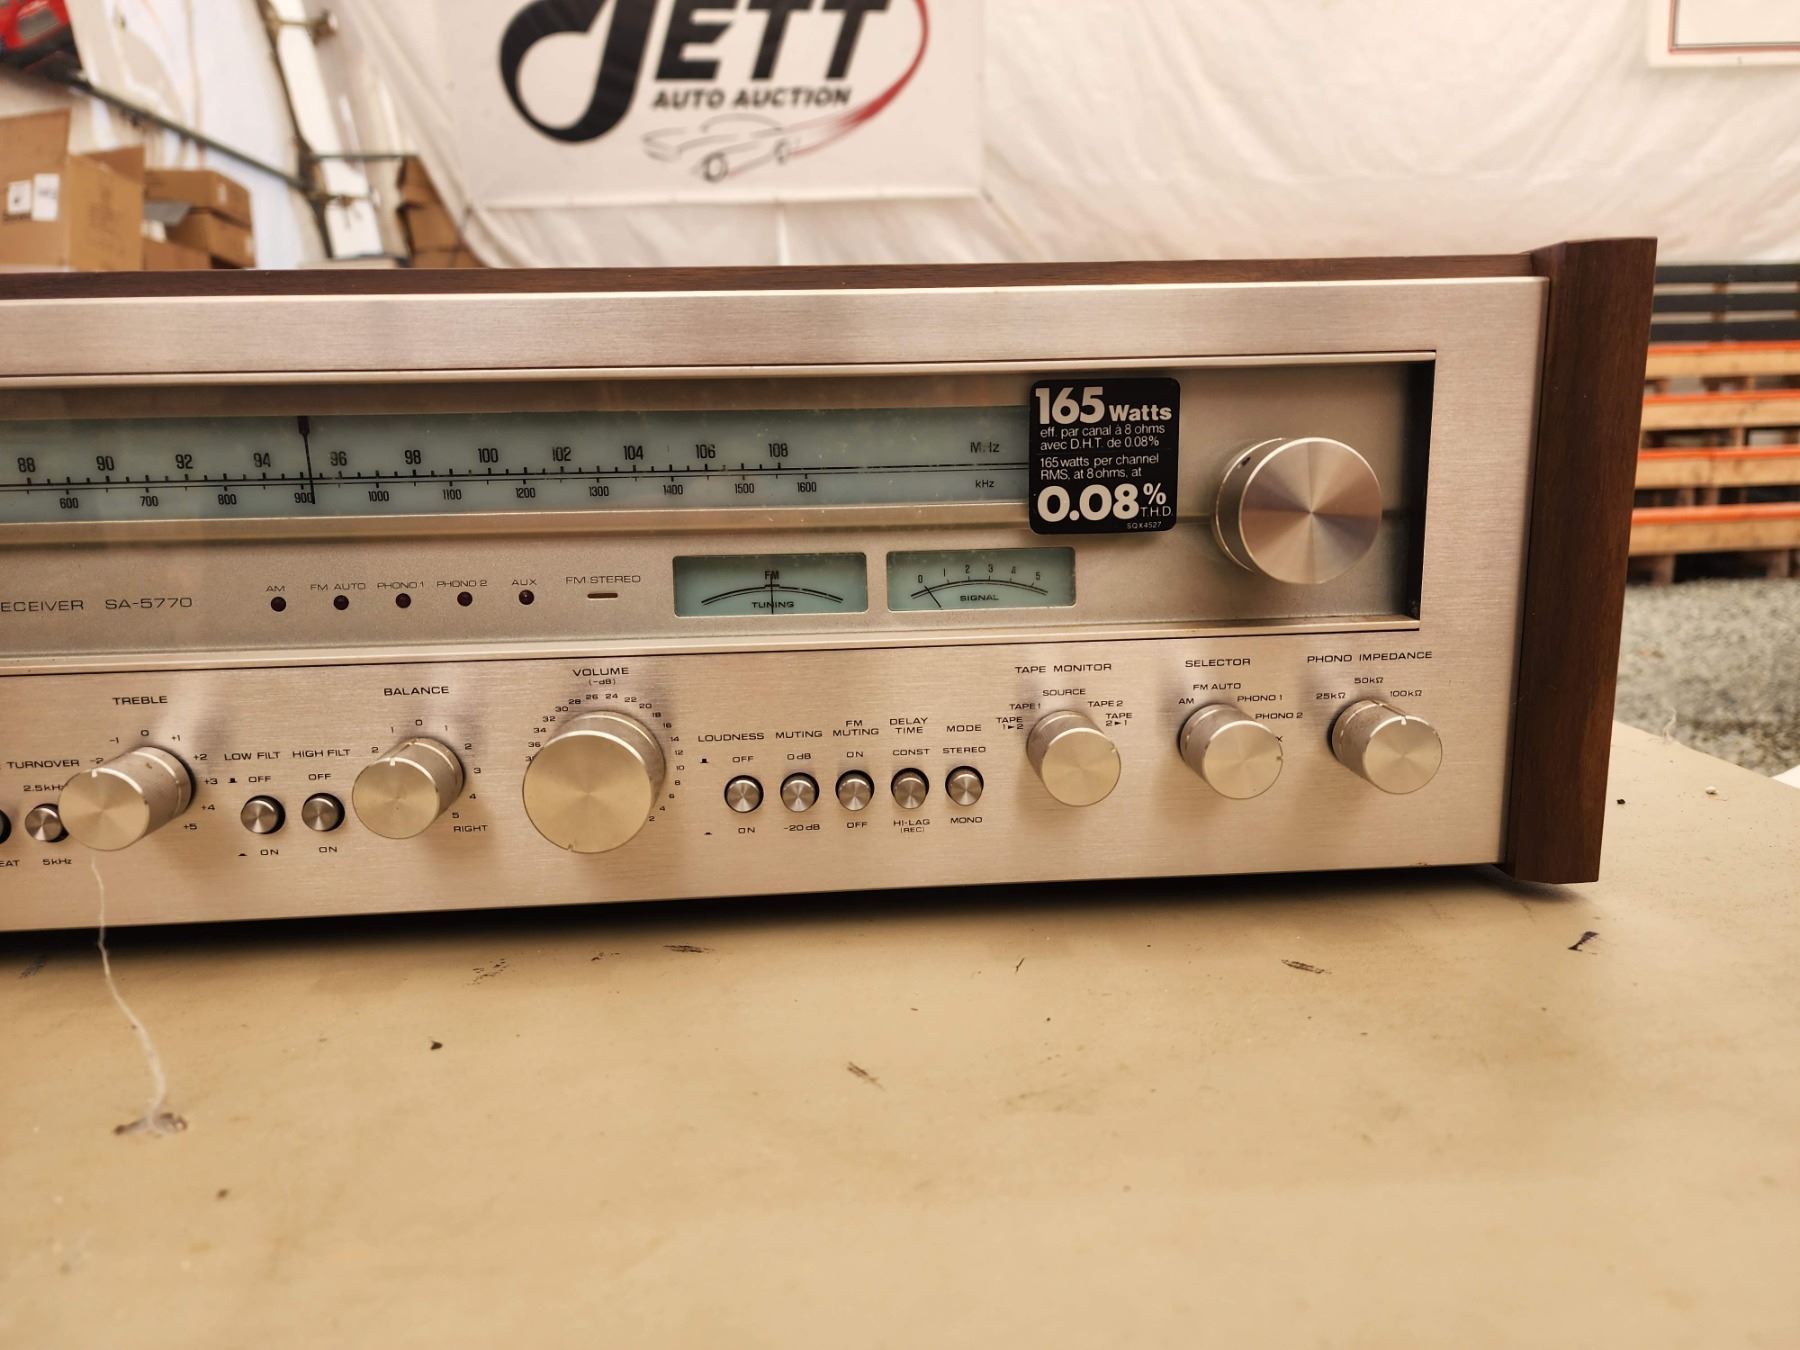 JETT
AUTO AUCTION
88 90 92 94 96 98 100 102 104 106 108 MHz
600 700 800 900 1000 1100 1200 1300 1400 1500 1600 kHz
165 Watts
eff. par canal à 8 ohms
avec D.H.T. de 0.08%
165 watts per channel
RMS, at 8 ohms, at
0.08% T.H.D.
SQX4527
ECEIVER SA-5770
AM FM AUTO PHONO 1 PHONO 2 AUX FM STEREO
FM
TUNING
0 1 2 3 4 5
SIGNAL
TREBLE
-2 -1 0 +1 +2 +3 +4 +5
TURNOVER
2.5kHz
5kHz
EAT
LOW FILT
OFF
ON
HIGH FILT
OFF
ON
BALANCE
2 1 0 1 2 3 4 5
RIGHT
VOLUME
(-dB)
36 34 32 30 28 26 24 22 20 18 16 14 12 10 8 6 4 2
LOUDNESS
OFF
ON
MUTING
0dB
-20dB
FM
MUTING
ON
OFF
DELAY
TIME
CONST
HI-LAG
(REC)
MODE
STEREO
MONO
TAPE MONITOR
SOURCE
TAPE 1 TAPE 2
TAPE
1►2
TAPE
2►1
SELECTOR
FM AUTO
AM PHONO 1
PHONO 2
X
PHONO IMPEDANCE
50kΩ
25kΩ 100kΩ